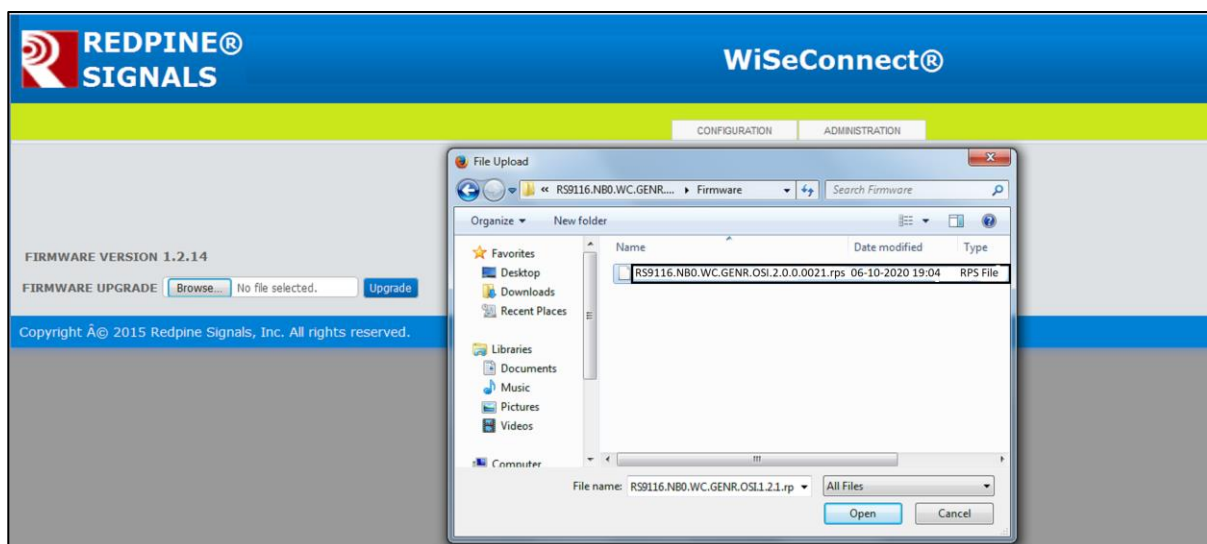 REDPINE®
SIGNALS
WiSeConnect®
CONFIGURATION
ADMINISTRATION
FIRMWARE VERSION 1.2.14
FIRMWARE UPGRADE Browse... No file selected. Upgrade
Copyright Â© 2015 Redpine Signals, Inc. All rights reserved.
File Upload
« RS9116.NB0.WC.GENR.... Firmware Search Firmware
Organize New folder
Favorites
Desktop
Downloads
Recent Places
Libraries
Documents
Music
Pictures
Videos
Computer
Name Date modified Type
RS9116.NB0.WC.GENR.OSI.2.0.0.0021.rps 06-10-2020 19:04 RPS File
File name: RS9116.NB0.WC.GENR.OSI.1.2.1.rp All Files
Open Cancel